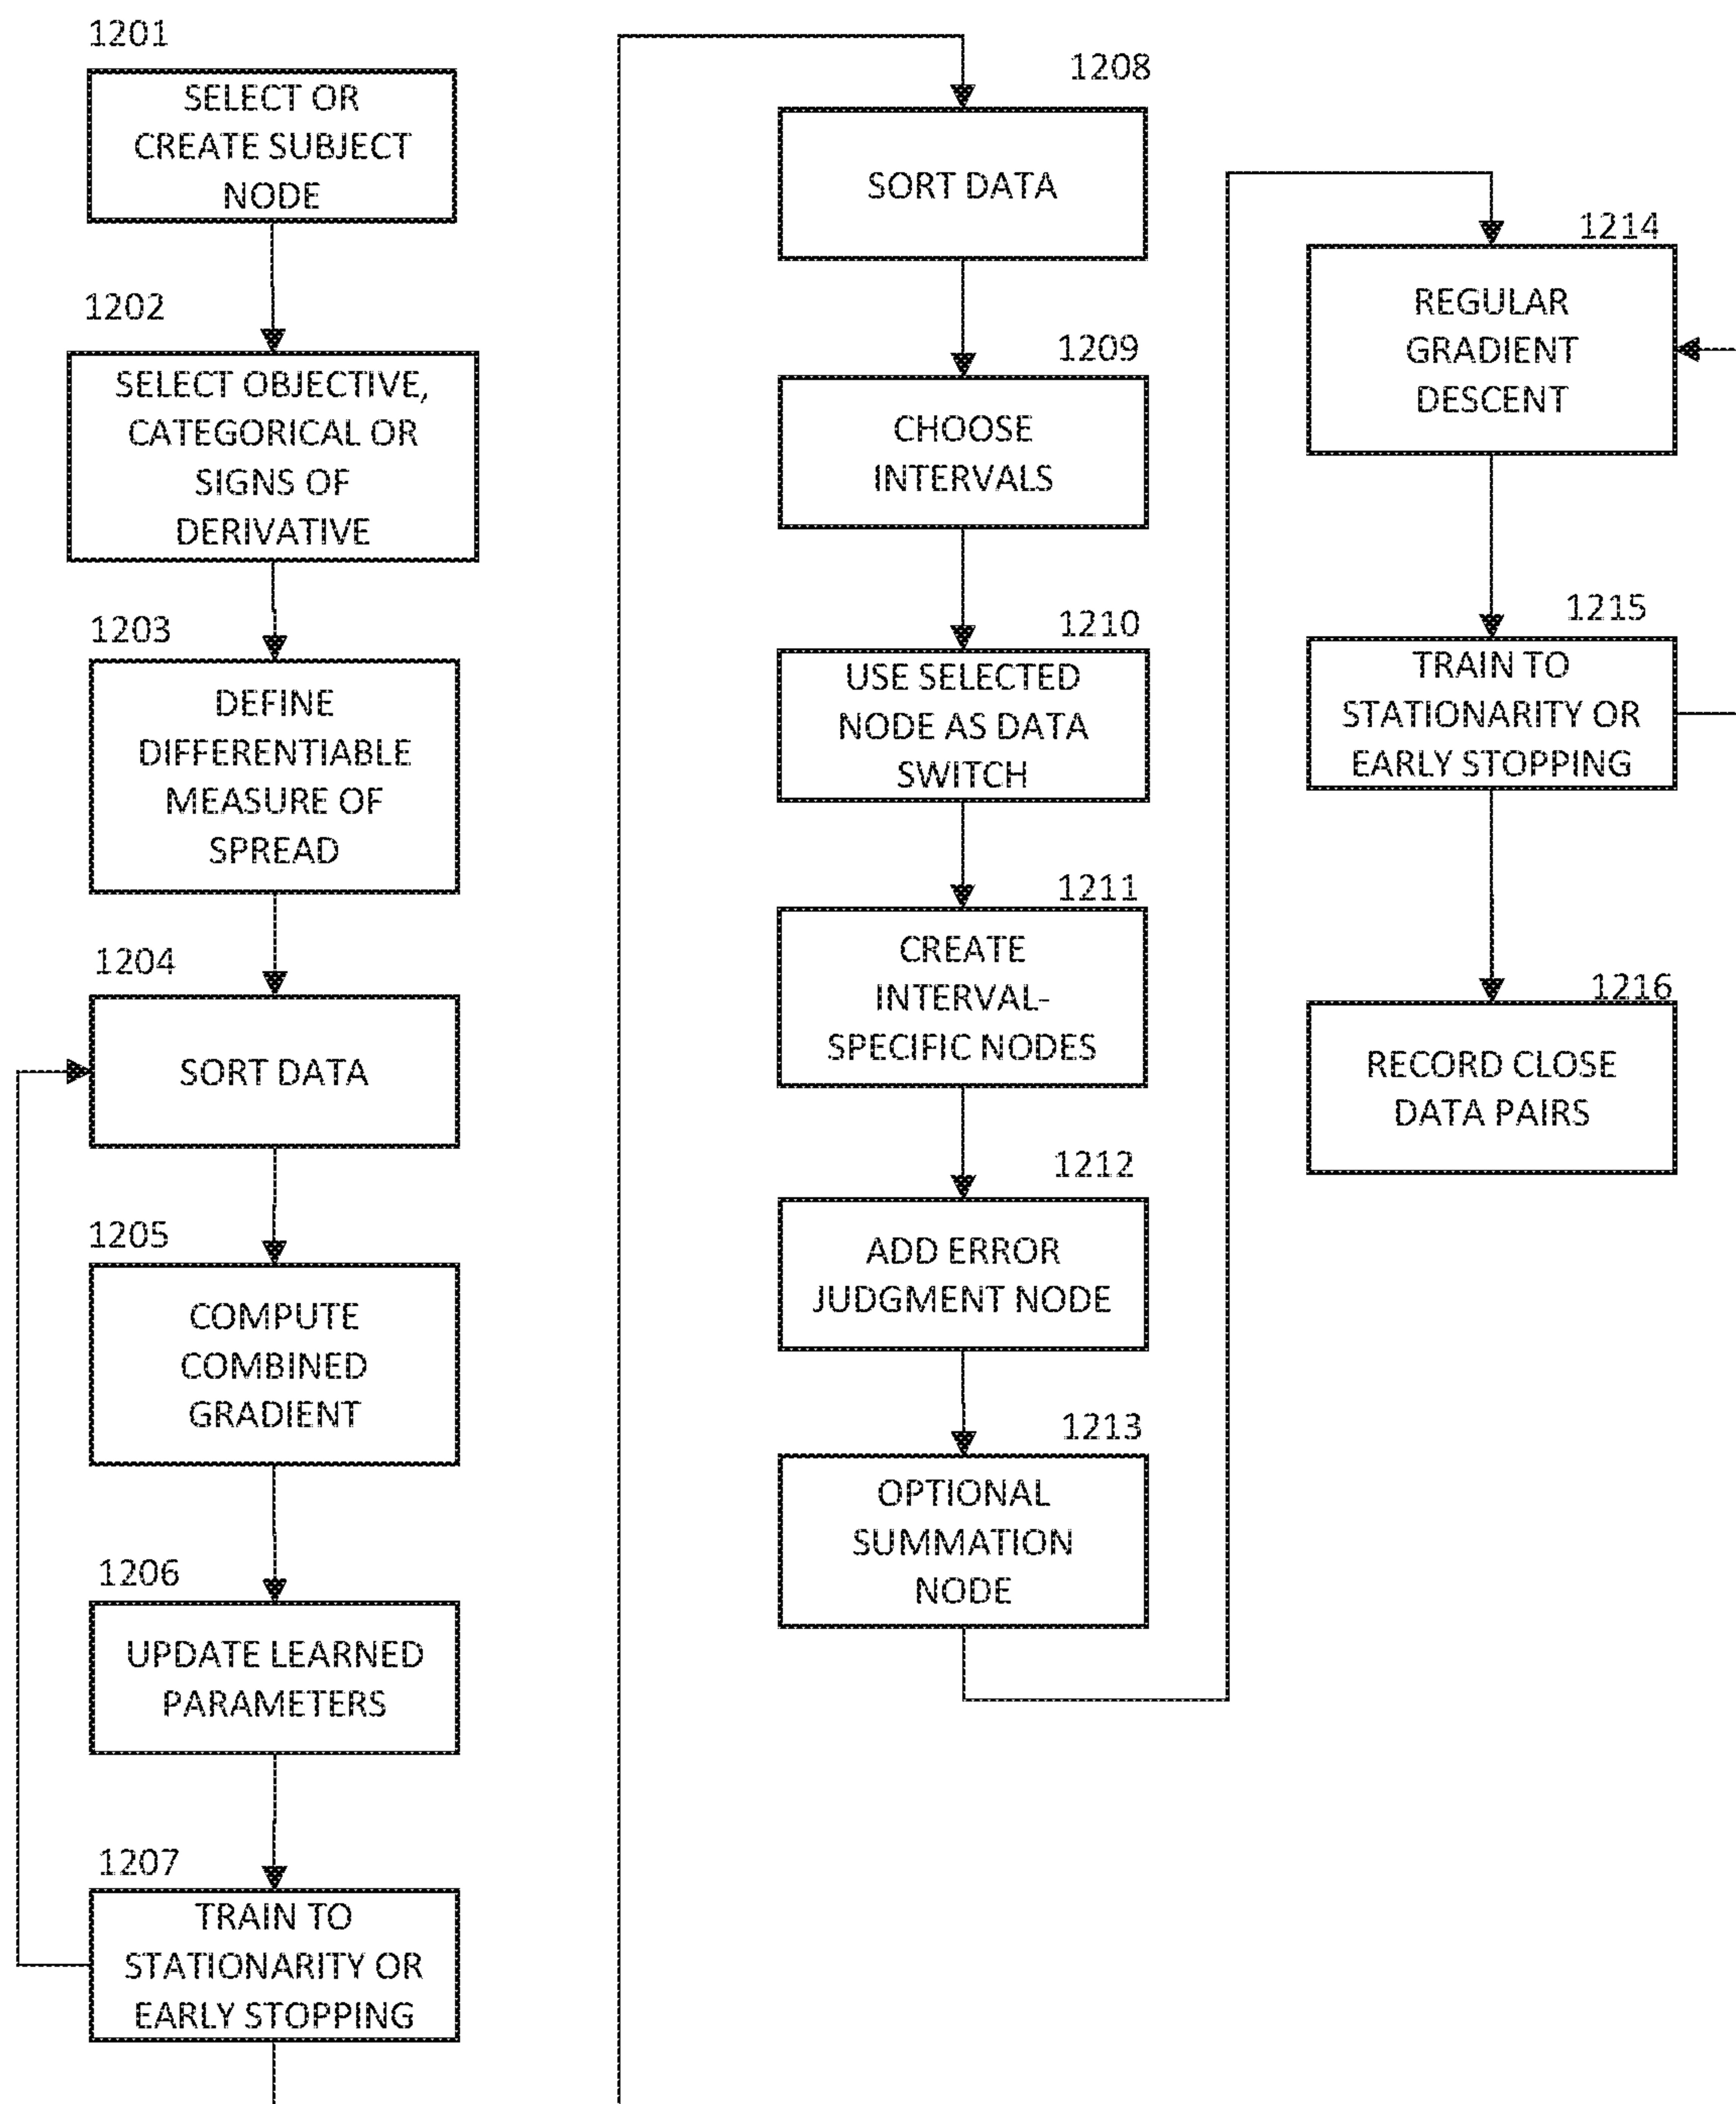 1201
SELECT OR
CREATE SUBJECT
NODE
1202
SELECT OBJECTIVE,
CATEGORICAL OR
SIGNS OF
DERIVATIVE
1203
DEFINE
DIFFERENTIABLE
MEASURE OF
SPREAD
1204
SORT DATA
1205
COMPUTE
COMBINED
GRADIENT
1206
UPDATE LEARNED
PARAMETERS
1207
TRAIN TO
STATIONARITY OR
EARLY STOPPING
1208
SORT DATA
1209
CHOOSE
INTERVALS
1210
USE SELECTED
NODE AS DATA
SWITCH
1211
CREATE
INTERVAL-
SPECIFIC NODES
1212
ADD ERROR
JUDGMENT NODE
1213
OPTIONAL
SUMMATION
NODE
1214
REGULAR
GRADIENT
DESCENT
1215
TRAIN TO
STATIONARITY OR
EARLY STOPPING
1216
RECORD CLOSE
DATA PAIRS